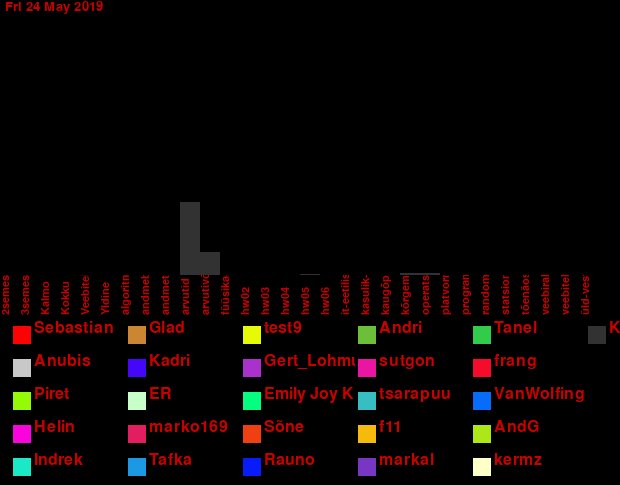 Fri 24 May 2019
2semes
3semes
Kalmo
Kokku
Veebite
Yldine
algoritn
andmet
andmet
arvutid
arvutivõ
füüsika
hw02
hw03
hw04
hw05
hw06
it-eetilis
kasulik-
kaugõp
kõrgem
operats
platvorr
progran
random
statsior
tõenäos
veebiral
veebitel
üld-ves
Sebastian Glad test9 Andri Tanel K
Anubis Kadri Gert_Lohmu sutgon frang
Piret ER Emily Joy K tsarapuu VanWolfing
Helin marko169 Sõne f11 AndG
Indrek Tafka Rauno markal kermz